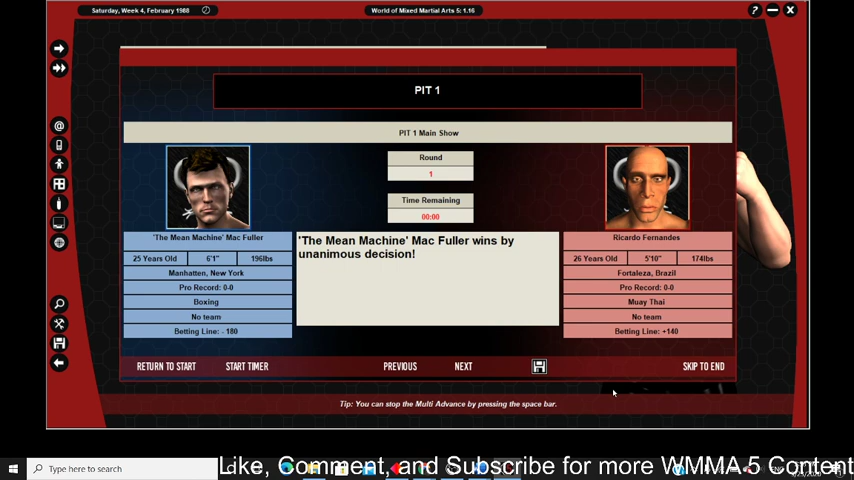 Saturday, Week 4, February 1988
World of Mixed Martial Arts 5: 1.16
?
PIT 1
PIT 1 Main Show
Round
1
Time Remaining
00:00
'The Mean Machine' Mac Fuller
25 Years Old 6'1" 196lbs
Manhatten, New York
Pro Record: 0-0
Boxing
No team
Betting Line: - 180
'The Mean Machine' Mac Fuller wins by
unanimous decision!
Ricardo Fernandes
26 Years Old 5'10" 174lbs
Fortaleza, Brazil
Pro Record: 0-0
Muay Thai
No team
Betting Line: +140
RETURN TO START START TIMER PREVIOUS NEXT SKIP TO END
Tip: You can stop the Multi Advance by pressing the space bar.
Type here to search
Like, Comment, and Subscribe for more WMMA 5 Content